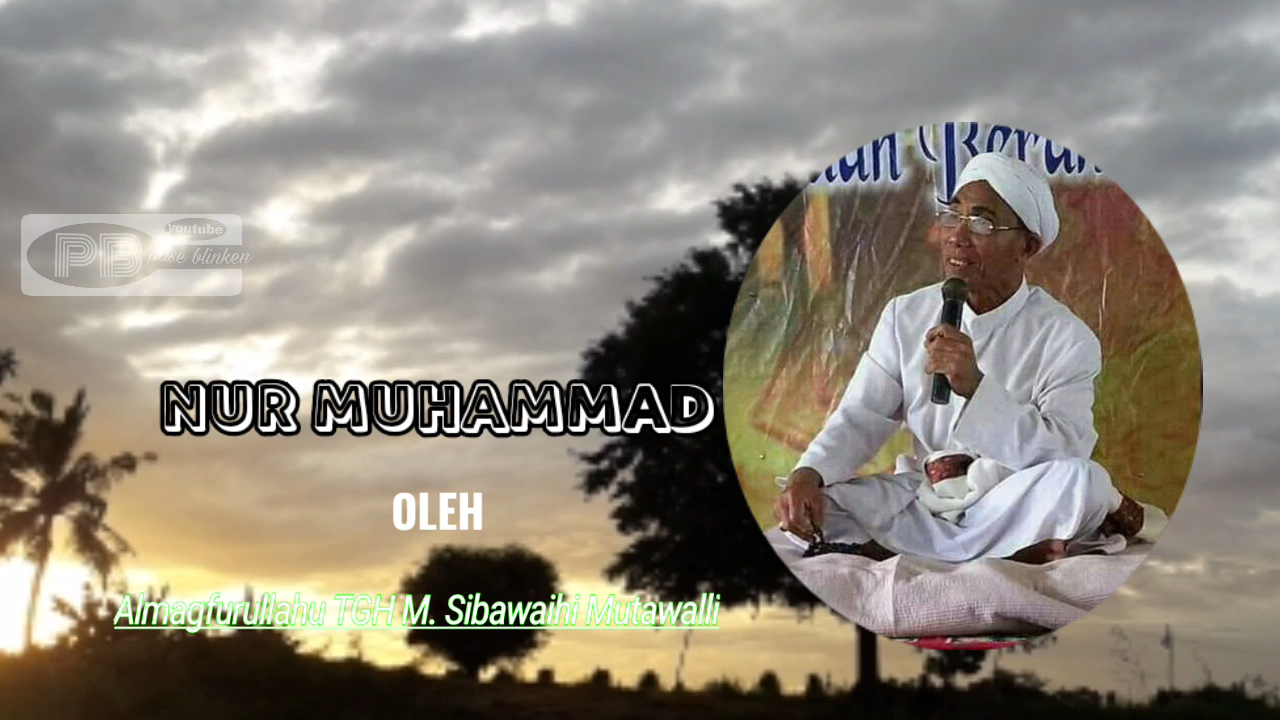 youtube
PB
NUR MUHAMMAD
OLEH
Almagfurullahu TGH M. Sibawaihi Mutawalli